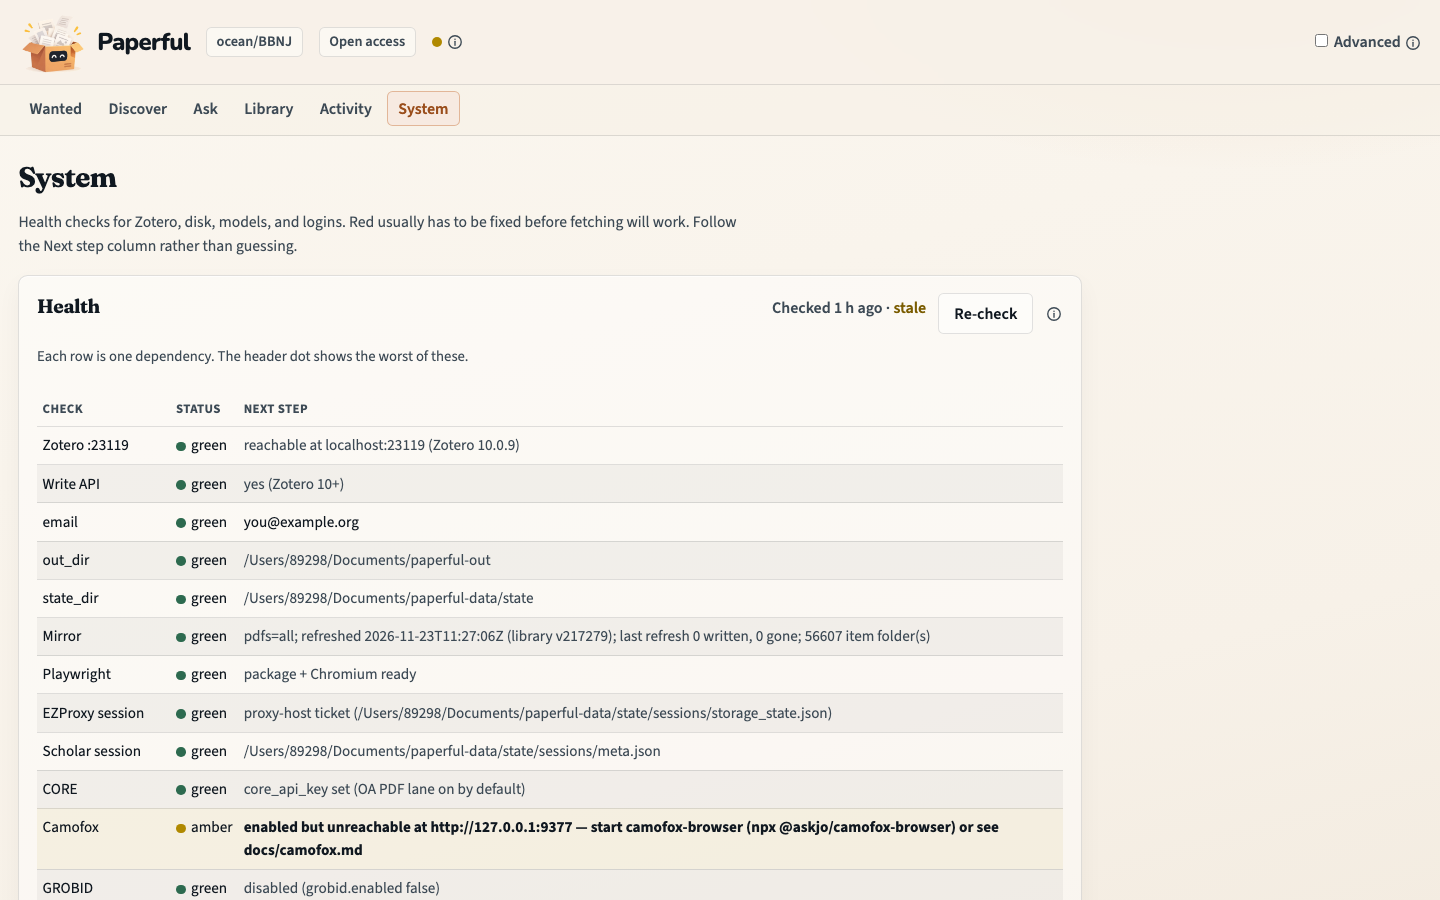 Paperful
ocean/BBNJ
Open access
Advanced
Wanted
Discover
Ask
Library
Activity
System
System
Health checks for Zotero, disk, models, and logins. Red usually has to be fixed before fetching will work. Follow
the Next step column rather than guessing.
Health
Checked 1 h ago · stale
Re-check
Each row is one dependency. The header dot shows the worst of these.
CHECK STATUS NEXT STEP
Zotero :23119 green reachable at localhost:23119 (Zotero 10.0.9)
Write API green yes (Zotero 10+)
email green you@example.org
out_dir green /Users/89298/Documents/paperful-out
state_dir green /Users/89298/Documents/paperful-data/state
Mirror green pdfs=all; refreshed 2026-11-23T11:27:06Z (library v217279); last refresh 0 written, 0 gone; 56607 item folder(s)
Playwright green package + Chromium ready
EZProxy session green proxy-host ticket (/Users/89298/Documents/paperful-data/state/sessions/storage_state.json)
Scholar session green /Users/89298/Documents/paperful-data/state/sessions/meta.json
CORE green core_api_key set (OA PDF lane on by default)
Camofox amber enabled but unreachable at http://127.0.0.1:9377 — start camofox-browser (npx @askjo/camofox-browser) or see
docs/camofox.md
GROBID green disabled (grobid.enabled false)